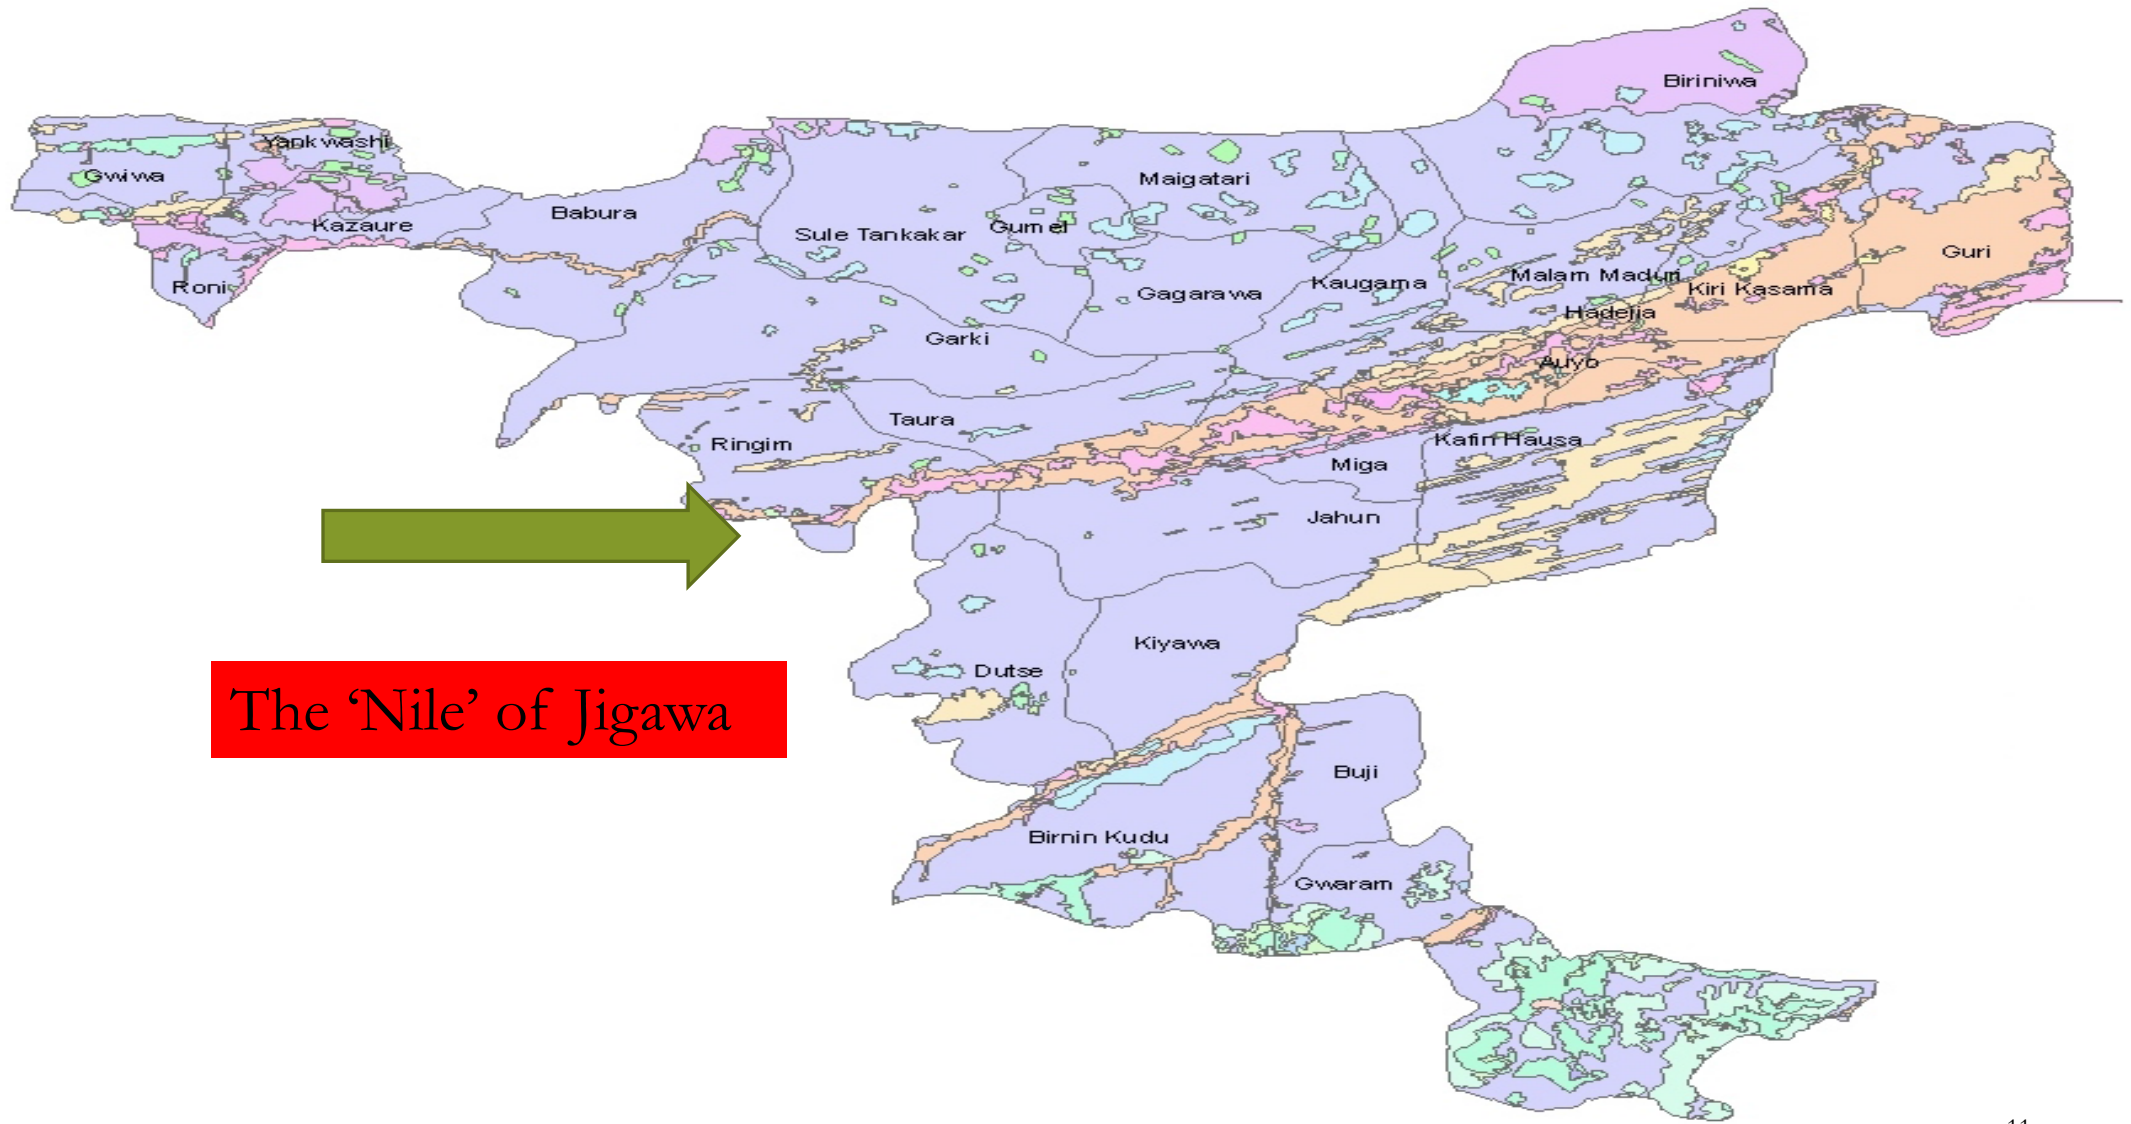 Biriniwa
Yankwashi
Gwiwa
Maigatari
Babura
Kazaure
Gumel
Sule Tankakar
Guri
Malam Maduri
Roni
Kaugama
Kiri Kasama
Gagarawa
Hadejia
Garki
Auyo
Taura
Ringim
Kafin Hausa
Miga
Jahun
Kiyawa
Dutse
The ‘Nile’ of Jigawa
Buji
Birnin Kudu
Gwaram